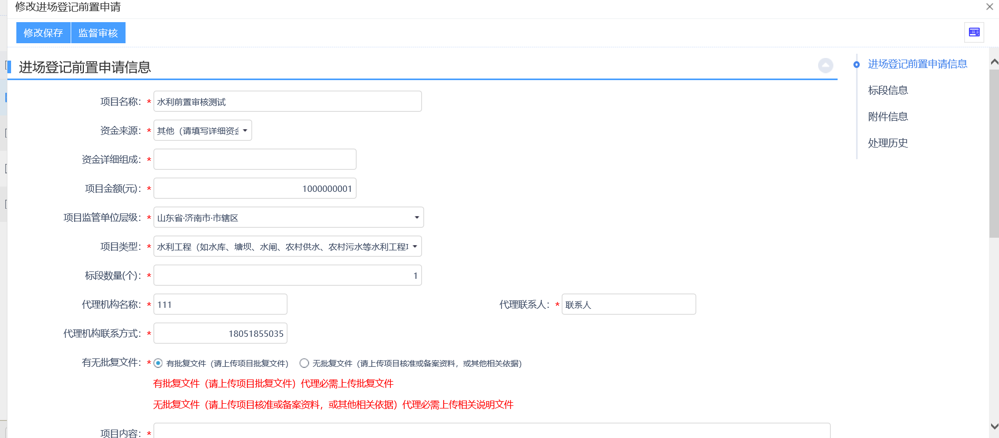 修改进场登记前置申请
修改保存 监督审核
进场登记前置申请信息
进场登记前置申请信息
标段信息
附件信息
处理历史
项目名称：* 水利前置审核测试
资金来源：* 其他（请填写详细资金
资金详细组成：*
项目金额(元)：* 1000000001
项目监管单位层级：* 山东省·济南市·市辖区
项目类型：* 水利工程（如水库、塘坝、水闸、农村供水、农村污水等水利工程项
标段数量(个)：* 1
代理机构名称：* 111 代理联系人：* 联系人
代理机构联系方式：* 18051855035
有无批复文件：* 有批复文件（请上传项目批复文件） 无批复文件（请上传项目核准或备案资料，或其他相关依据）
有批复文件（请上传项目批复文件）代理必需上传批复文件
无批复文件（请上传项目核准或备案资料，或其他相关依据）代理必需上传相关说明文件
项目内容：*